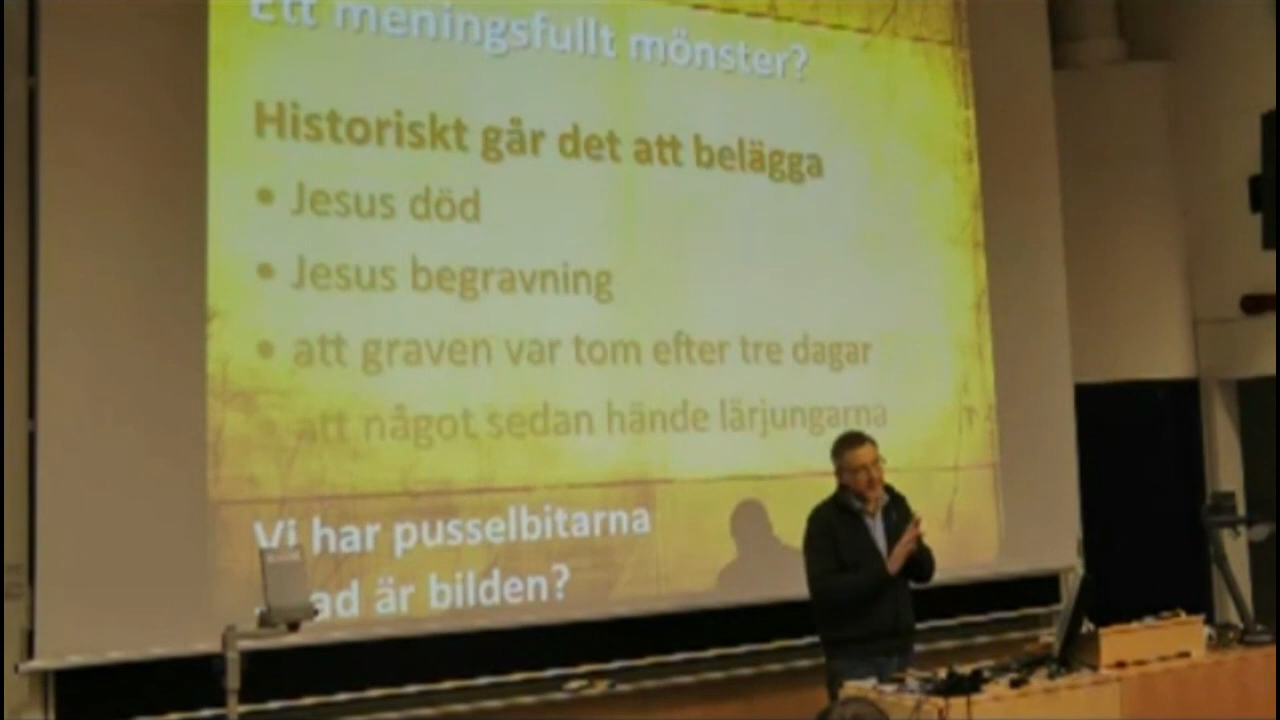 Ett meningsfullt mönster?
Historiskt går det att belägga
• Jesus död
• Jesus begravning
• att graven var tom efter tre dagar
• att något sedan hände lärjungarna
Vi har pusselbitarna
är bilden?